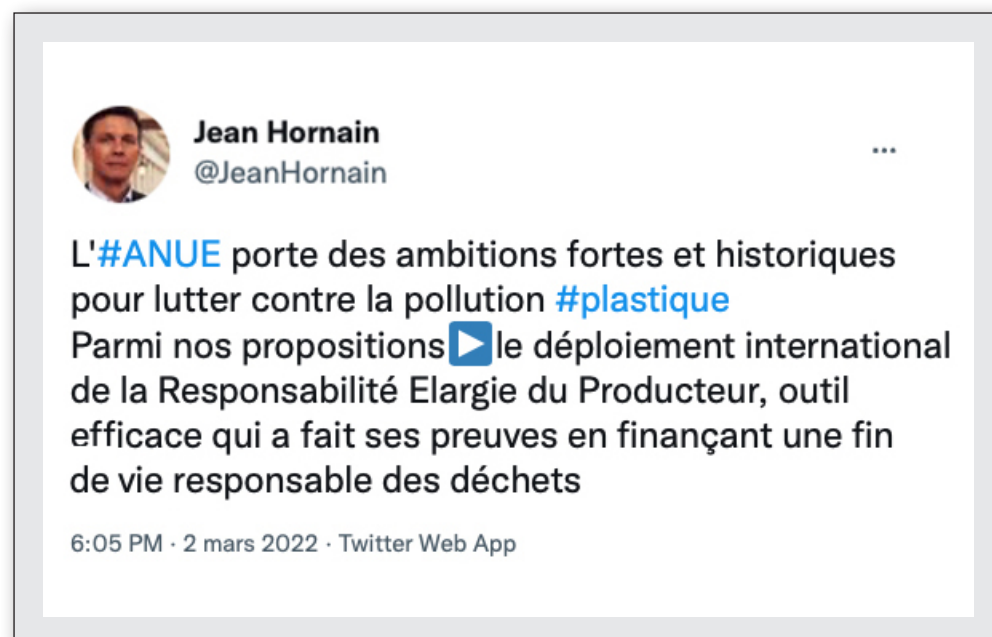 Jean Hornain
@JeanHornain
L'#ANUE porte des ambitions fortes et historiques
pour lutter contre la pollution #plastique
Parmi nos propositions▶️le déploiement international
de la Responsabilité Elargie du Producteur, outil
efficace qui a fait ses preuves en finançant une fin
de vie responsable des déchets
6:05 PM · 2 mars 2022 · Twitter Web App